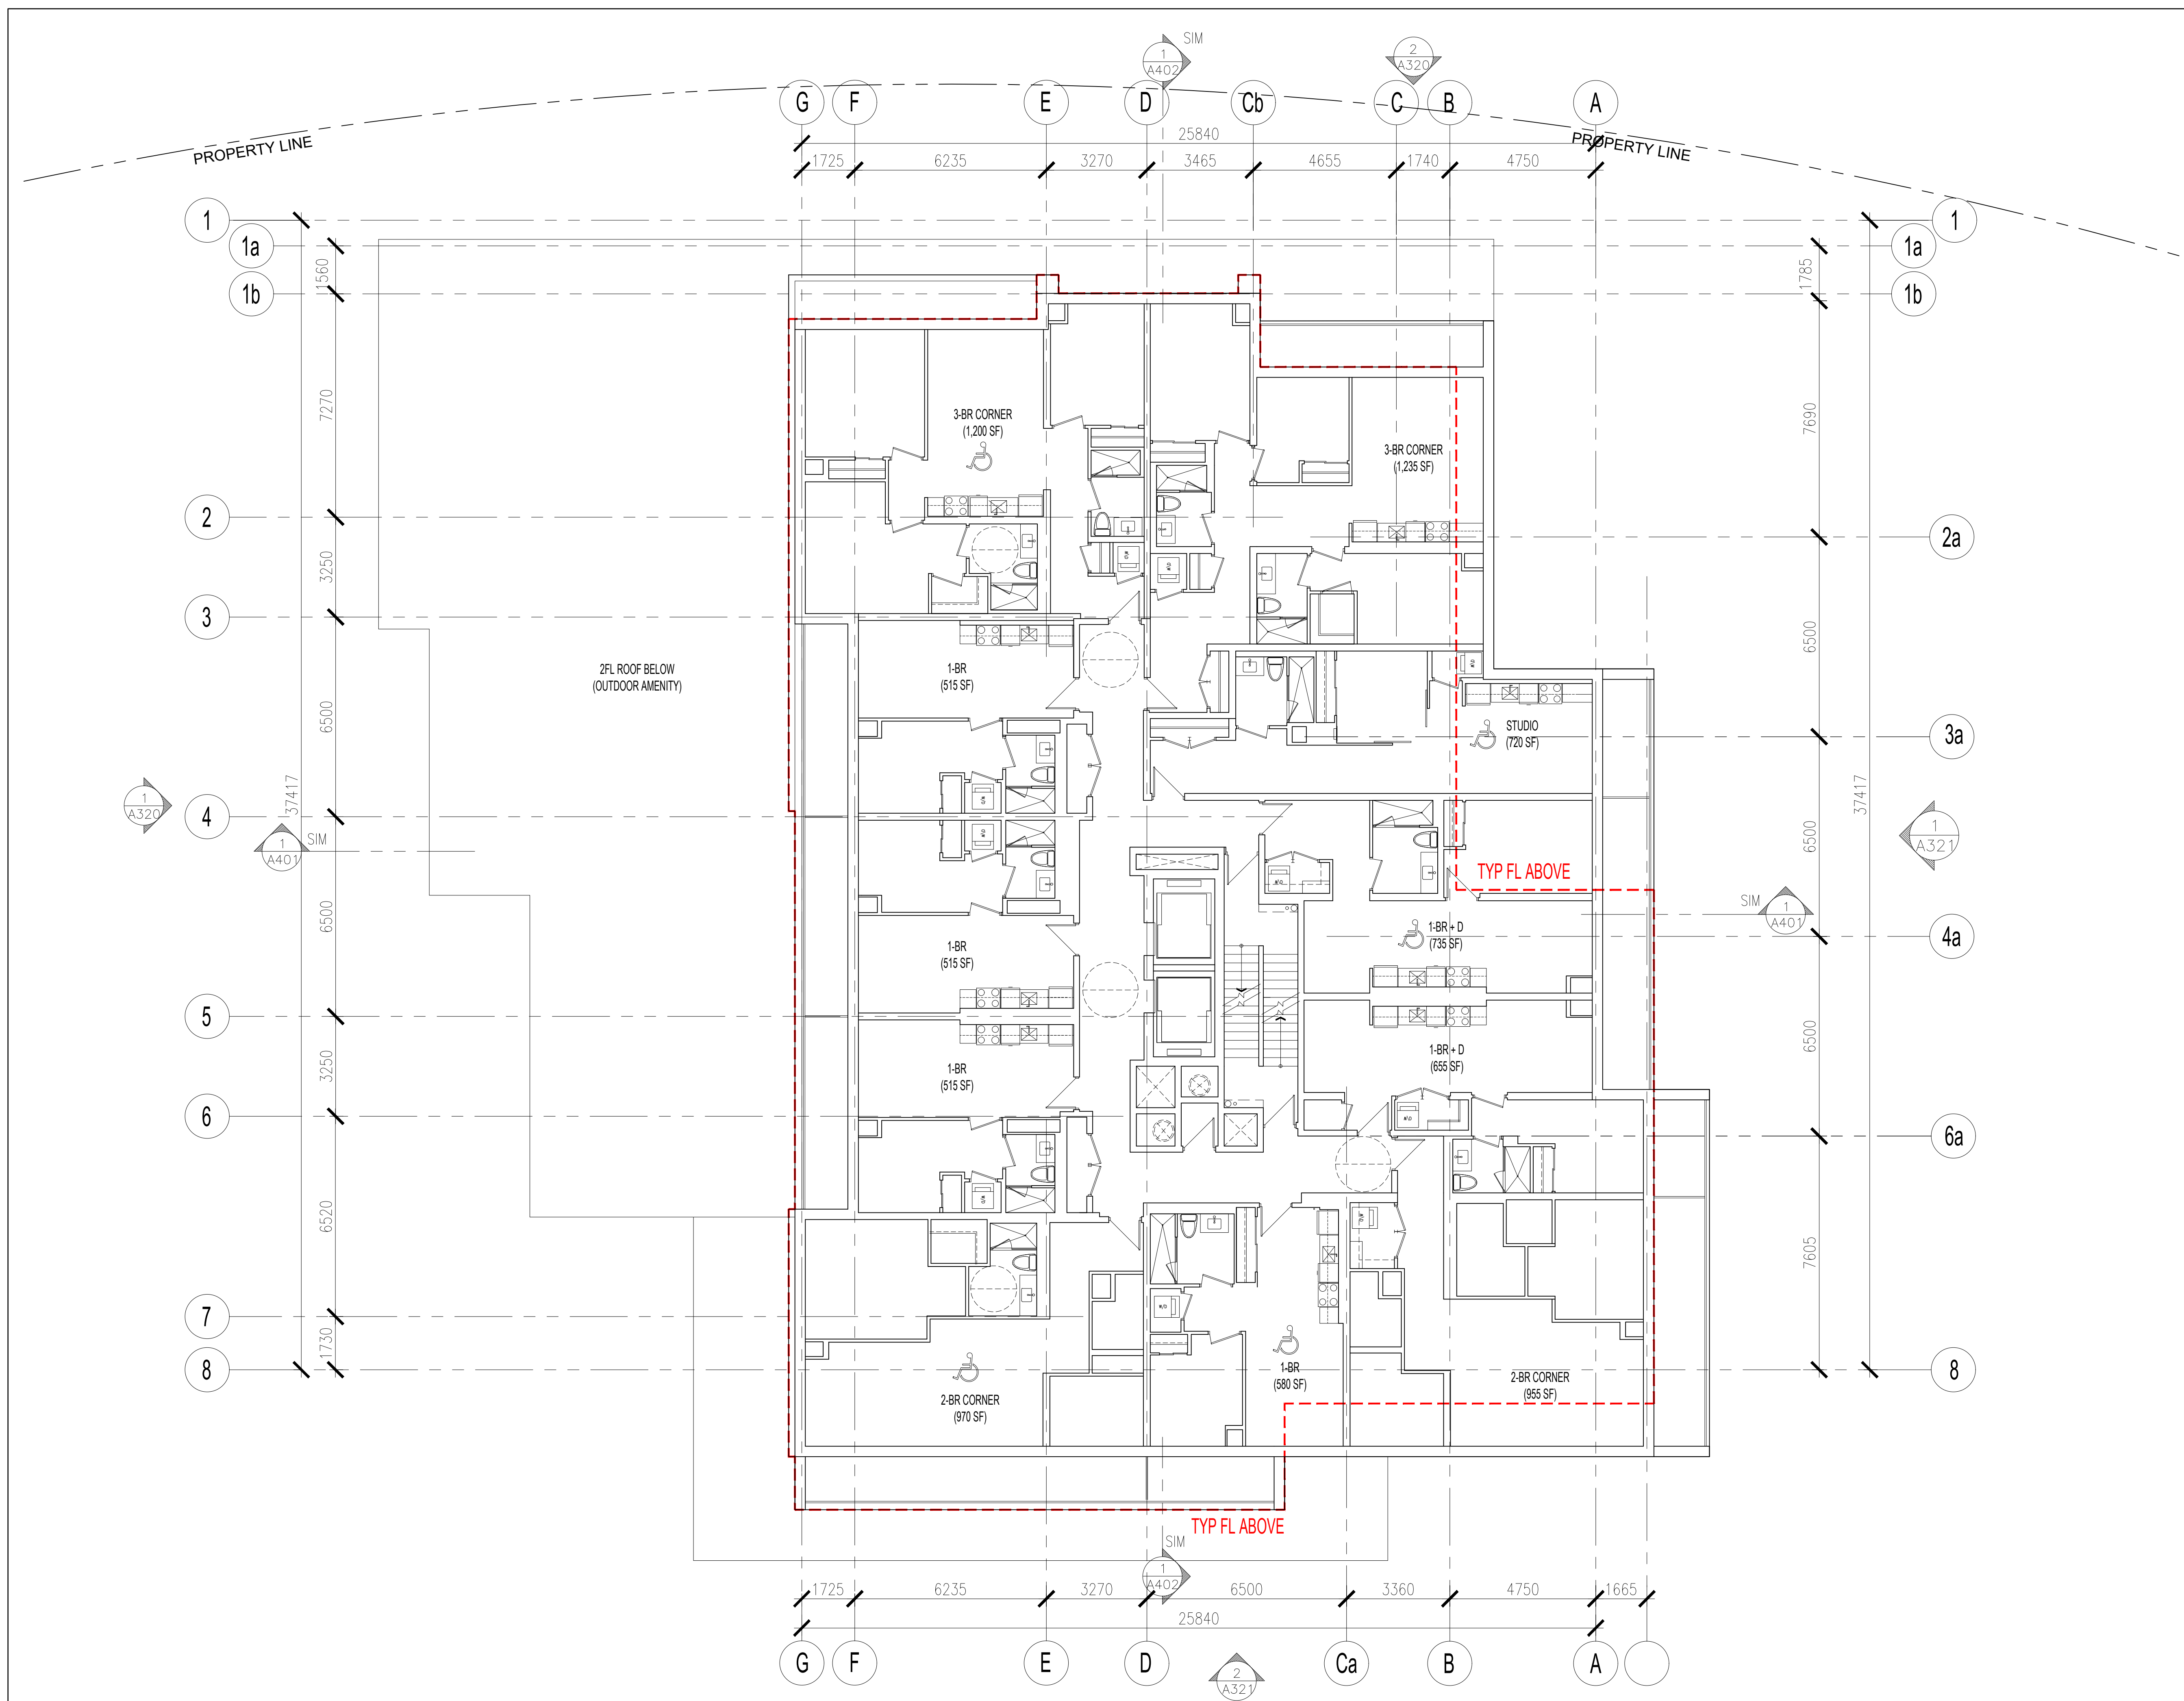 SIM
1
A402
2
A320
G
F
E
D
Cb
C
B
A
PROPERTY LINE
PROPERTY LINE
25840
1725
6235
3270
3465
4655
1740
4750
1
1
1a
1a
1b
1b
1560
1785
7270
7690
3-BR CORNER
(1,200 SF)
3-BR CORNER
(1,235 SF)
2
2a
3250
W/D
W/D
3
6500
2FL ROOF BELOW
(OUTDOOR AMENITY)
1-BR
(515 SF)
W/D
6500
STUDIO
(720 SF)
3a
37417
37417
1
A320
4
W/D
W/D
6500
1
A321
1
A401
SIM
W/D
TYP FL ABOVE
6500
SIM
1
A401
1-BR
(515 SF)
1-BR + D
(735 SF)
4a
5
3250
1-BR
(515 SF)
1-BR + D
(655 SF)
6500
6
W/D
6a
6520
W/D
W/D
7605
W/D
7
1730
8
8
2-BR CORNER
(970 SF)
1-BR
(580 SF)
2-BR CORNER
(955 SF)
TYP FL ABOVE
SIM
1
A402
1725
6235
3270
6500
3360
4750
1665
25840
G
F
E
D
Ca
B
A
2
A321